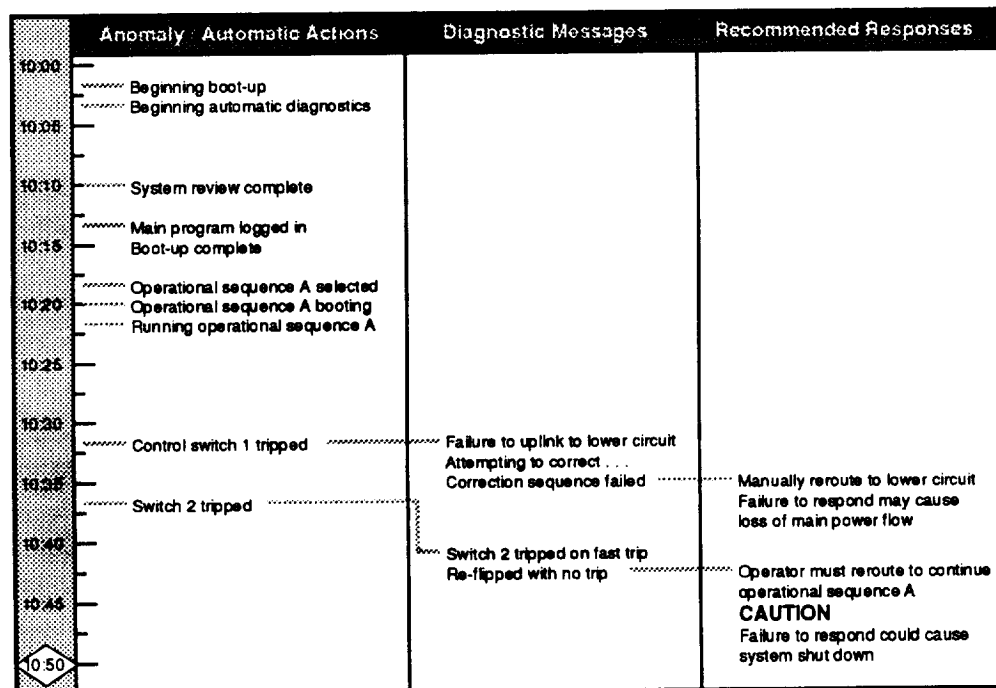 Anomaly / Automatic Actions
Diagnostic Messages
Recommended Responses
10:00
Beginning boot-up
Beginning automatic diagnostics
10:05
10:10
System review complete
Main program logged in
Boot-up complete
10:15
Operational sequence A selected
10:20
Operational sequence A booting
Running operational sequence A
10:25
10:30
Control switch 1 tripped
Failure to uplink to lower circuit
Attempting to correct . . .
Correction sequence failed
Manually reroute to lower circuit
Failure to respond may cause
loss of main power flow
10:35
Switch 2 tripped
10:40
Switch 2 tripped on fast trip
Re-flipped with no trip
Operator must reroute to continue
operational sequence A
CAUTION
Failure to respond could cause
system shut down
10:45
10:50